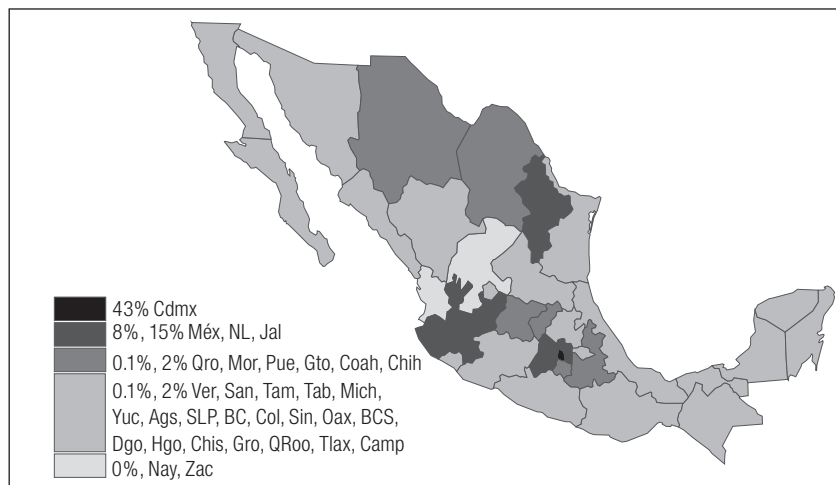 43% Cdmx
8%, 15% Méx, NL, Jal
0.1%, 2% Qro, Mor, Pue, Gto, Coah, Chih
0.1%, 2% Ver, San, Tam, Tab, Mich,
Yuc, Ags, SLP, BC, Col, Sin, Oax, BCS,
Dgo, Hgo, Chis, Gro, QRoo, Tlax, Camp
0%, Nay, Zac